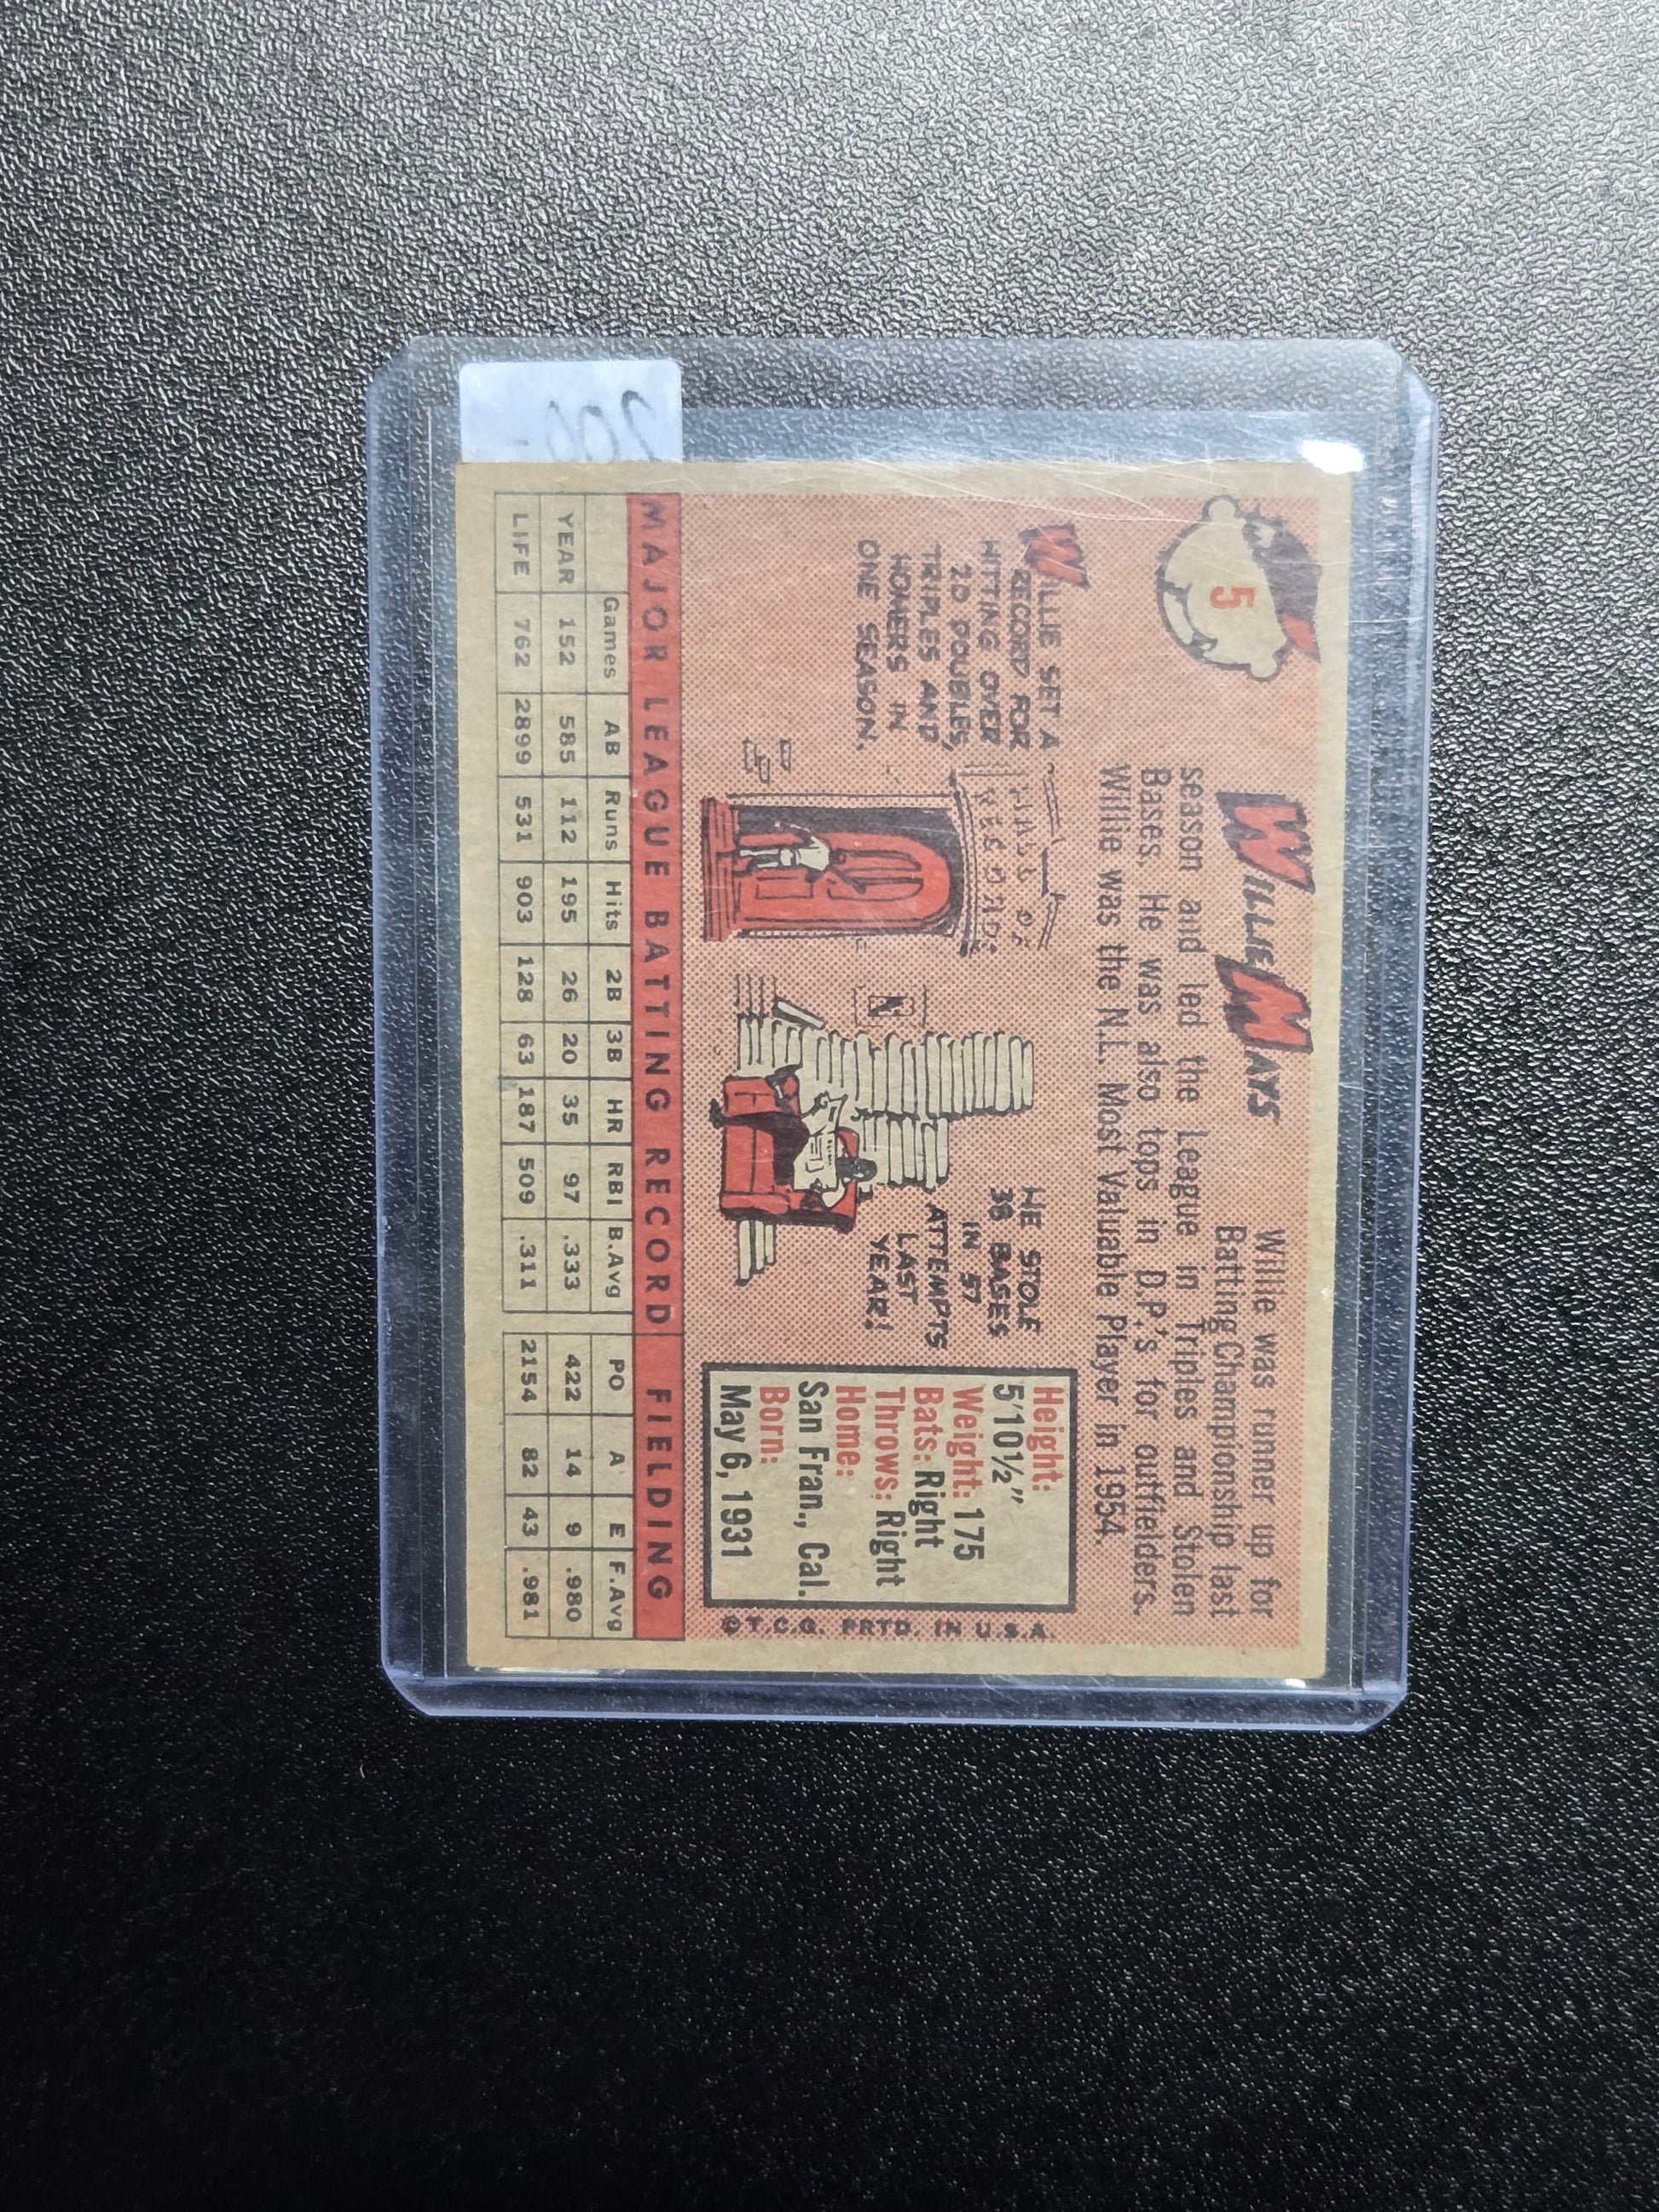 5
WILLIE MAYS
Willie was runner up for
Batting Championship last
season and led the League in Triples and Stolen
Bases. He was also tops in D.P.'s for outfielders.
Willie was the N.L. Most Valuable Player in 1954.
WILLIE SET A
RECORD FOR
HITTING OVER
20 DOUBLES,
TRIPLES AND
HOMERS IN
ONE SEASON.
HALL OF
RECORDS
N
HE STOLE
38 BASES
IN 57
ATTEMPTS
LAST
YEAR!
Height:
5'10½"
Weight: 175
Bats: Right
Throws: Right
Home:
San Fran., Cal.
Born:
May 6, 1931
©T.C.G. PRTD. IN U.S.A.
MAJOR LEAGUE BATTING RECORD FIELDING
Games AB Runs Hits 2B 3B HR RBI B.Avg PO A E F.Avg
YEAR 152 585 112 195 26 20 35 97 .333 422 14 9 .980
LIFE 762 2899 531 903 128 63 187 509 .311 2154 82 43 .981